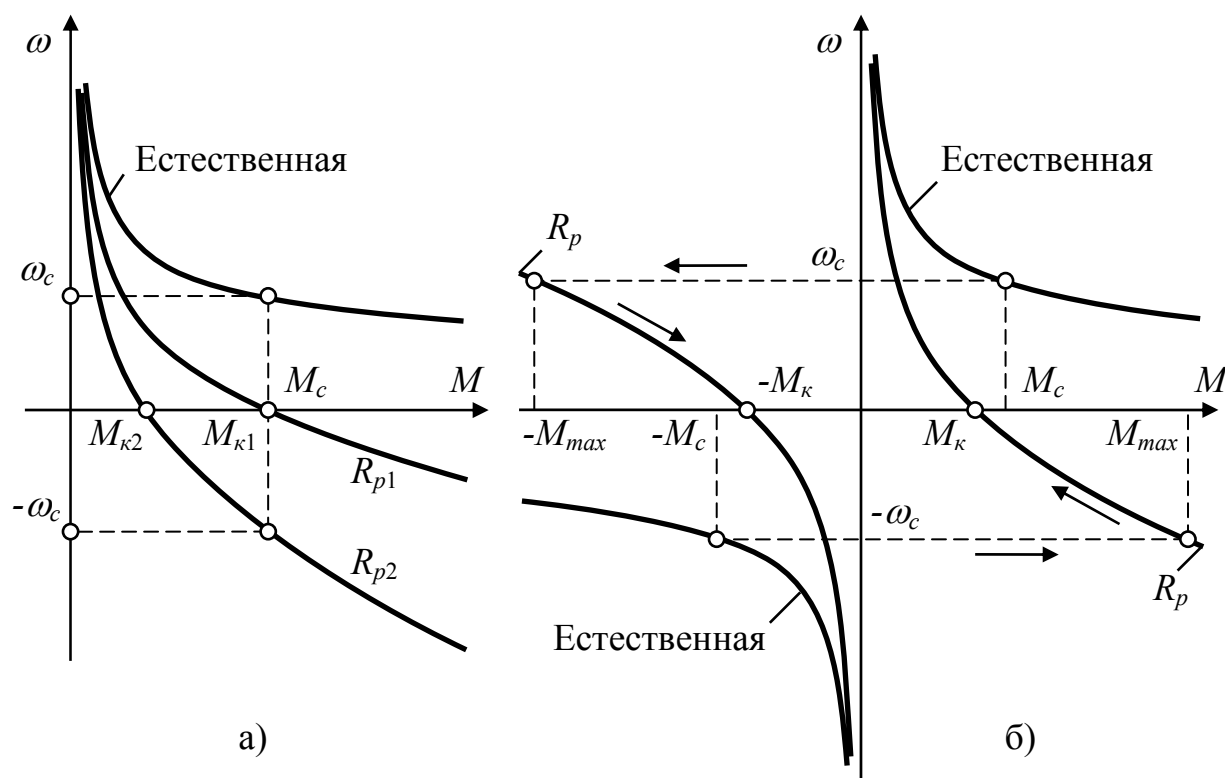 ω
Естественная
ω_c
M_c
M
M_к2
M_к1
R_p1
-ω_c
R_p2
а)
ω
Естественная
R_p
ω_c
-M_к
M_c
M
-M_max
-M_c
M_к
M_max
-ω_c
R_p
Естественная
б)